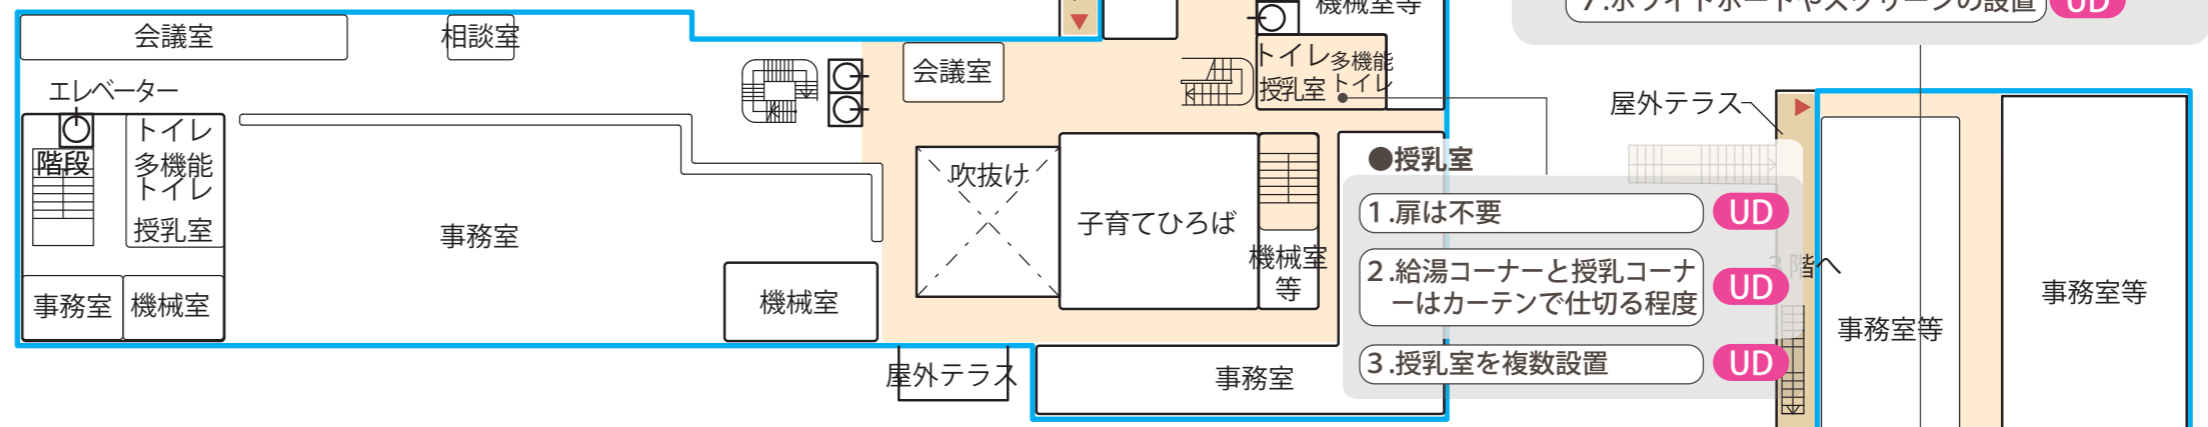 会議室
相談室
エレベーター
階段
トイレ
多機能
トイレ
授乳室
事務室
機械室
事務室
機械室
会議室
吹抜け
子育てひろば
機械室
等
屋外テラス
事務室
機械室等
トイレ
授乳室
多機能
トイレ
7.ホワイトボードやスクリーンの設置 UD
●授乳室
1.扉は不要 UD
2.給湯コーナーと授乳コーナ
ーはカーテンで仕切る程度 UD
3.授乳室を複数設置 UD
屋外テラス
3階へ
事務室等
事務室等